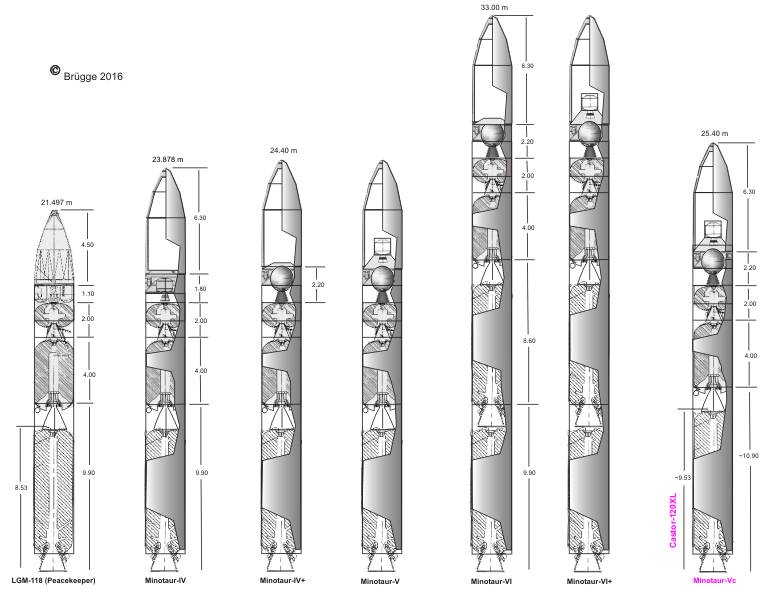 33.00 m
© Brügge 2016
6.30
25.40 m
24.40 m
23.878 m
2.20
6.30
21.497 m
2.00
6.30
4.50
4.00
2.20
1.10
1.80
2.20
2.00
2.00
2.00
4.00
4.00
8.60
4.00
9.90
9.90
9.90
~10.90
8.53
~9.53
Castor-120XL
LGM-118 (Peacekeeper)
Minotaur-IV
Minotaur-IV+
Minotaur-V
Minotaur-VI
Minotaur-VI+
Minotaur-Vc